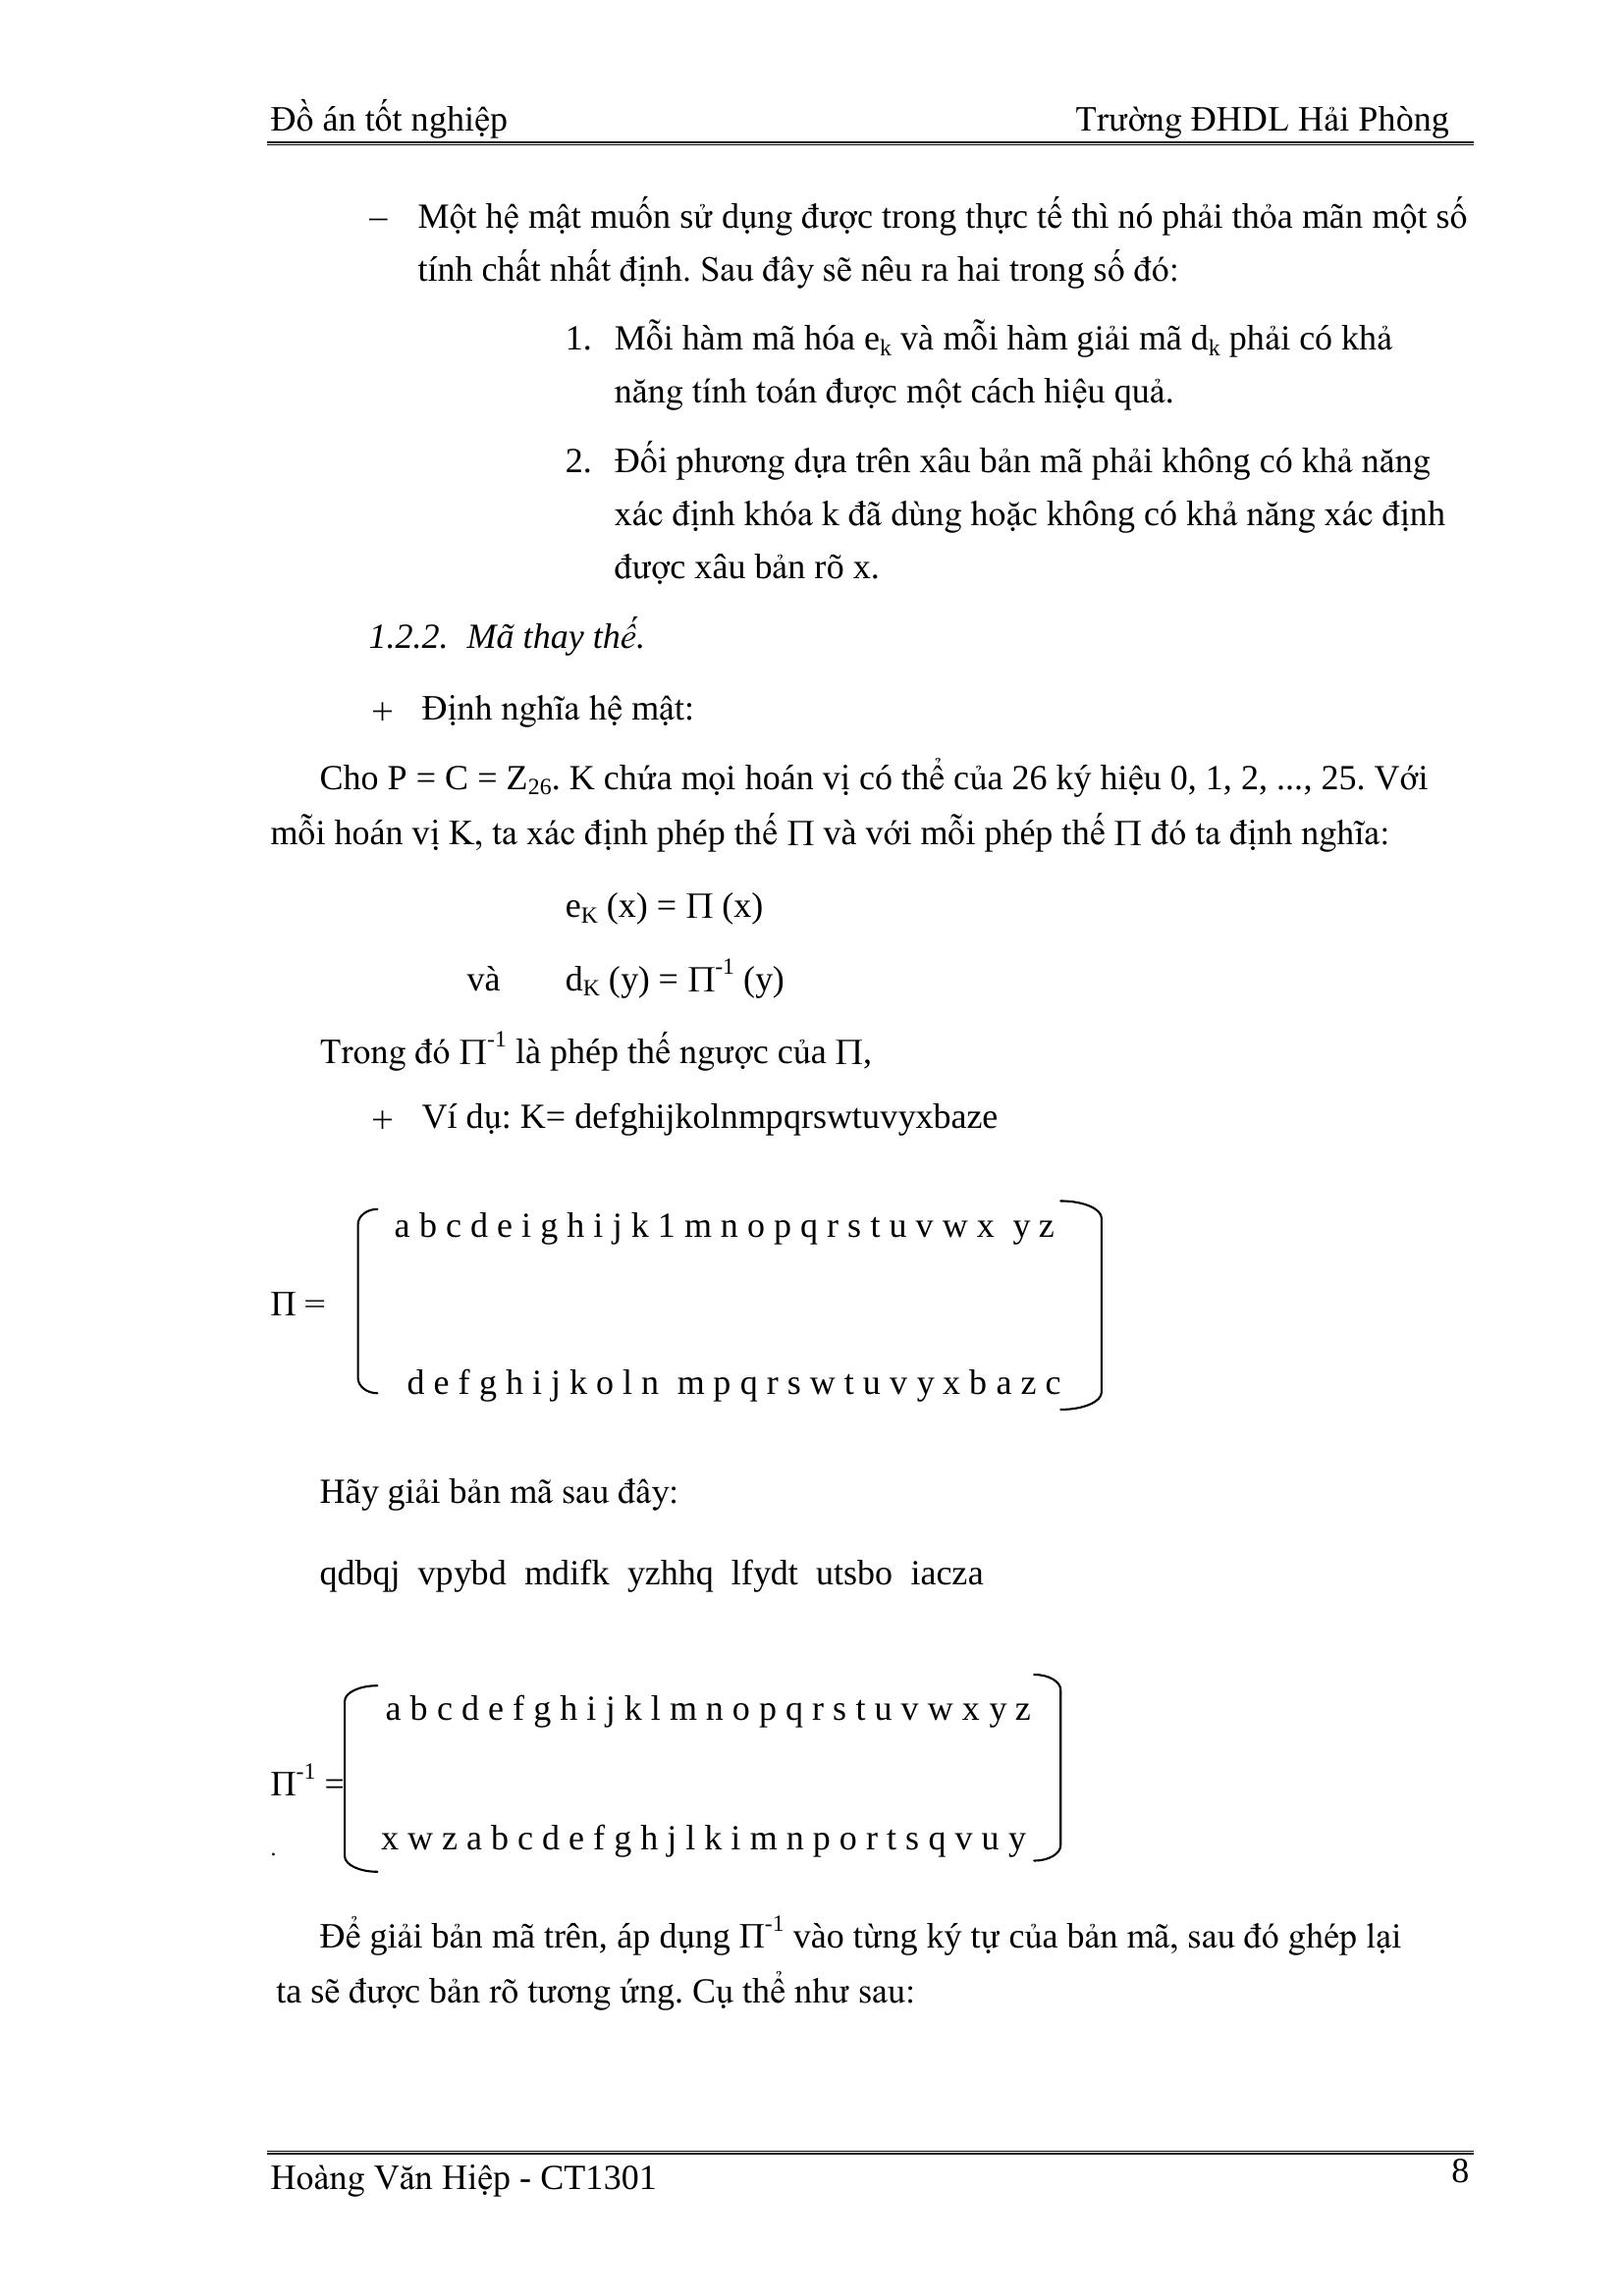 Đồ án tốt nghiệp Trường ĐHDL Hải Phòng
– Một hệ mật muốn sử dụng được trong thực tế thì nó phải thỏa mãn một số
tính chất nhất định. Sau đây sẽ nêu ra hai trong số đó:
1. Mỗi hàm mã hóa eₖ và mỗi hàm giải mã dₖ phải có khả
năng tính toán được một cách hiệu quả.
2. Đối phương dựa trên xâu bản mã phải không có khả năng
xác định khóa k đã dùng hoặc không có khả năng xác định
được xâu bản rõ x.
1.2.2. Mã thay thế.
+ Định nghĩa hệ mật:
Cho P = C = Z₂₆. K chứa mọi hoán vị có thể của 26 ký hiệu 0, 1, 2, ..., 25. Với
mỗi hoán vị K, ta xác định phép thế Π và với mỗi phép thế Π đó ta định nghĩa:
eK (x) = Π (x)
và dK (y) = Π⁻¹ (y)
Trong đó Π⁻¹ là phép thế ngược của Π,
+ Ví dụ: K= defghijkolnmpqrswtuvyxbaze
a b c d e i g h i j k 1 m n o p q r s t u v w x y z
Π =
d e f g h i j k o l n m p q r s w t u v y x b a z c
Hãy giải bản mã sau đây:
qdbqj vpybd mdifk yzhhq lfydt utsbo iacza
a b c d e f g h i j k l m n o p q r s t u v w x y z
Π⁻¹ =
x w z a b c d e f g h j l k i m n p o r t s q v u y
.
Để giải bản mã trên, áp dụng Π⁻¹ vào từng ký tự của bản mã, sau đó ghép lại
ta sẽ được bản rõ tương ứng. Cụ thể như sau:
Hoàng Văn Hiệp - CT1301 8